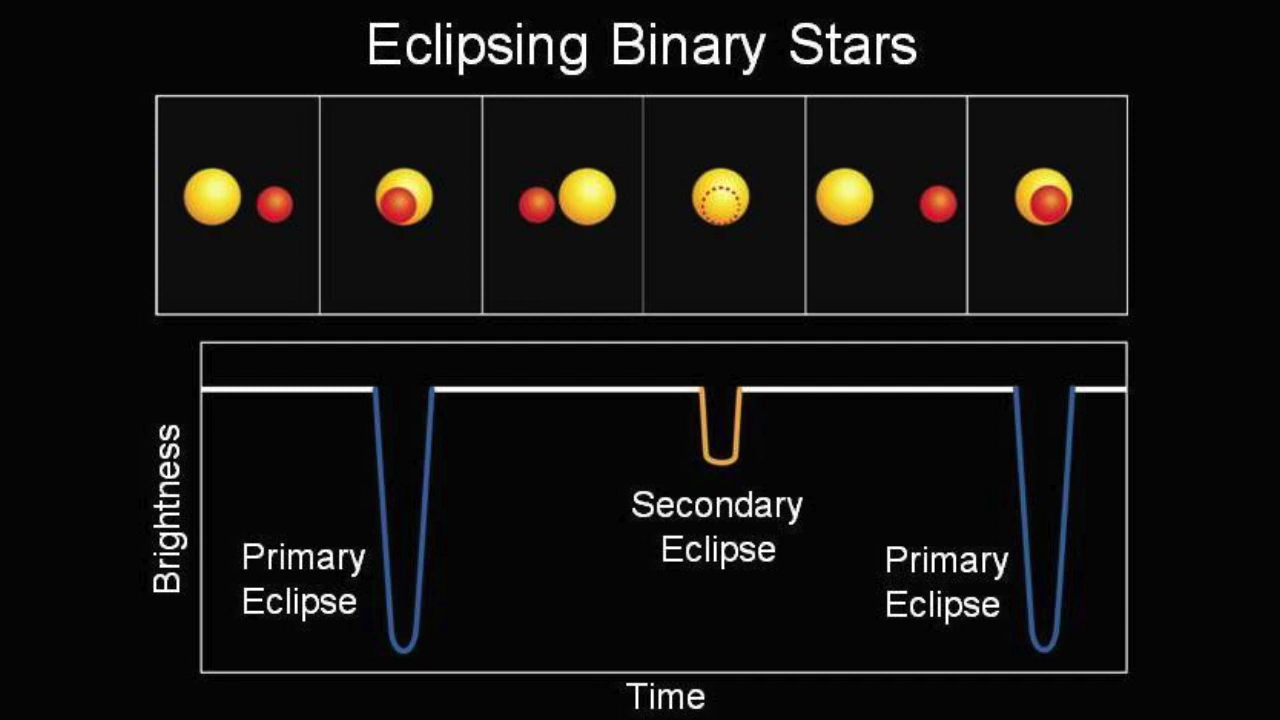 Eclipsing Binary Stars
Brightness
Primary
Eclipse
Secondary
Eclipse
Primary
Eclipse
Time